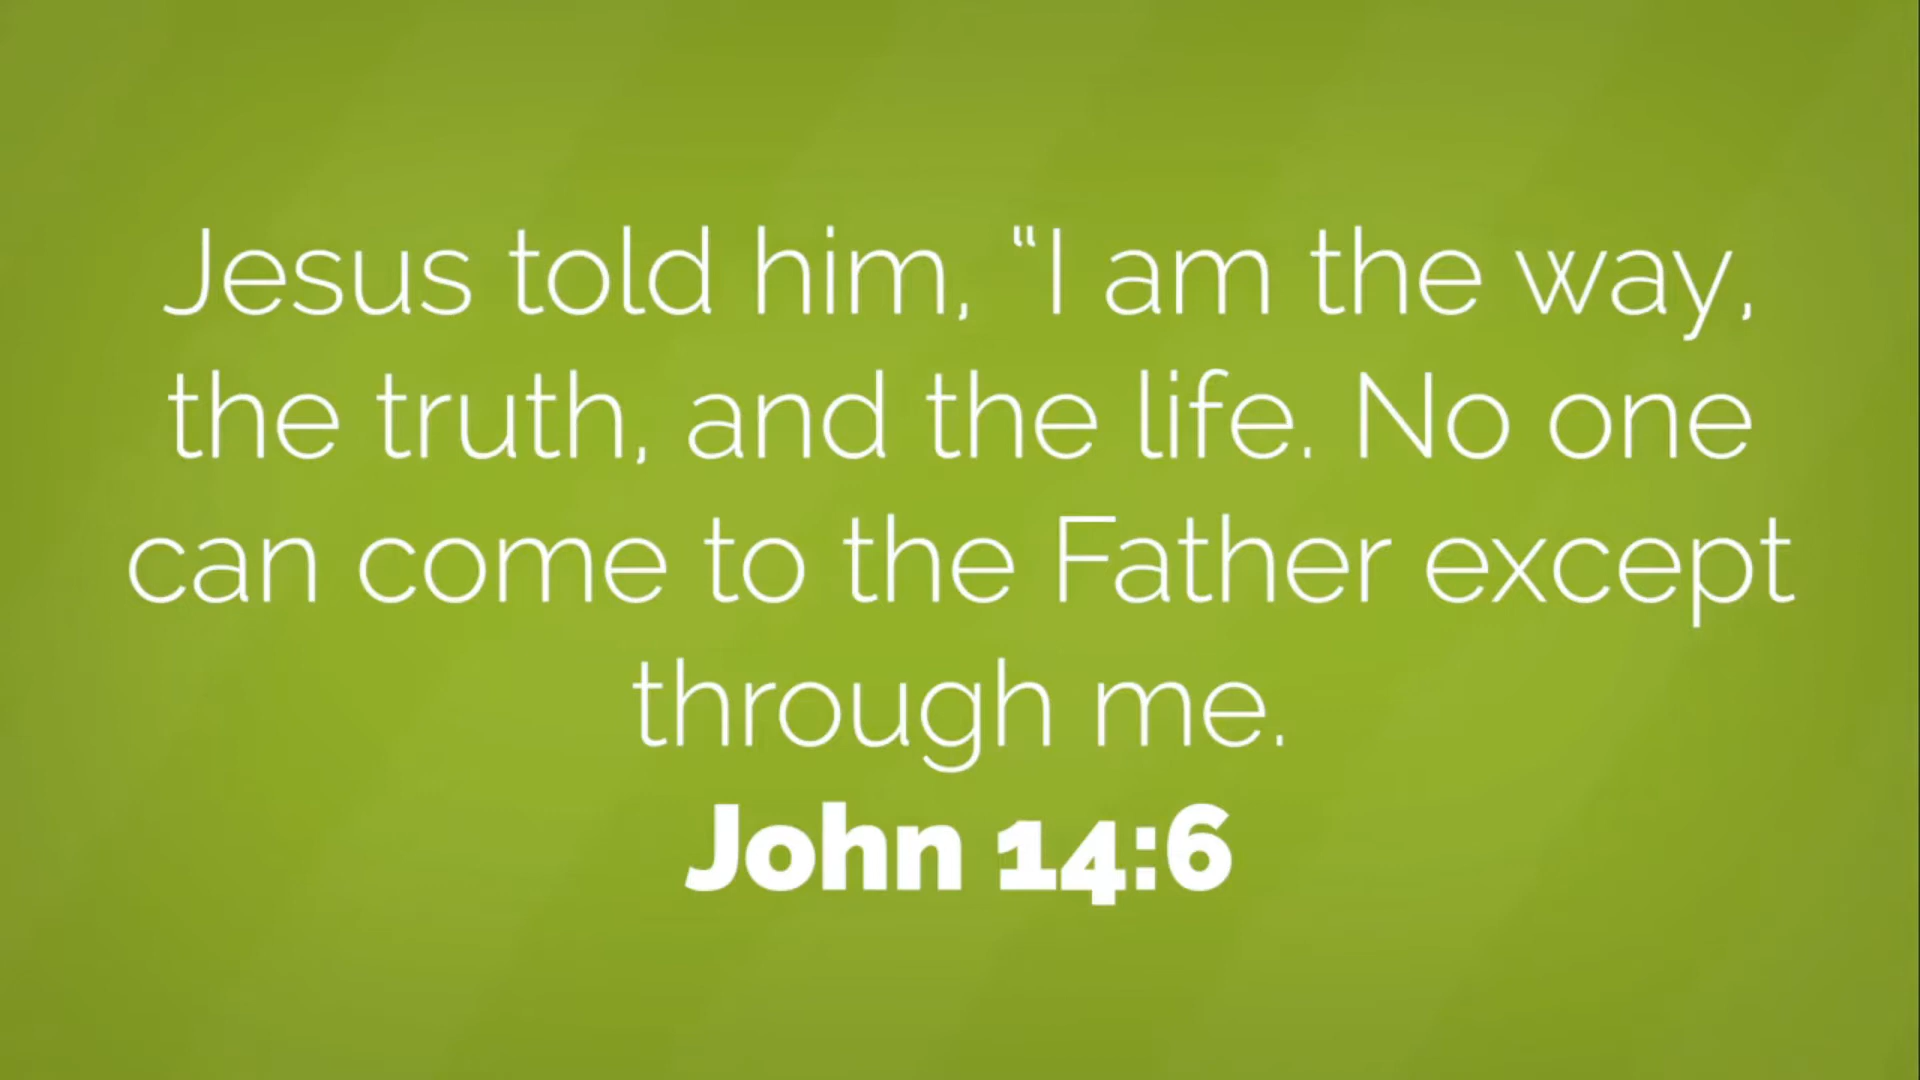 Jesus told him, “I am the way,
the truth, and the life. No one
can come to the Father except
through me.
John 14:6